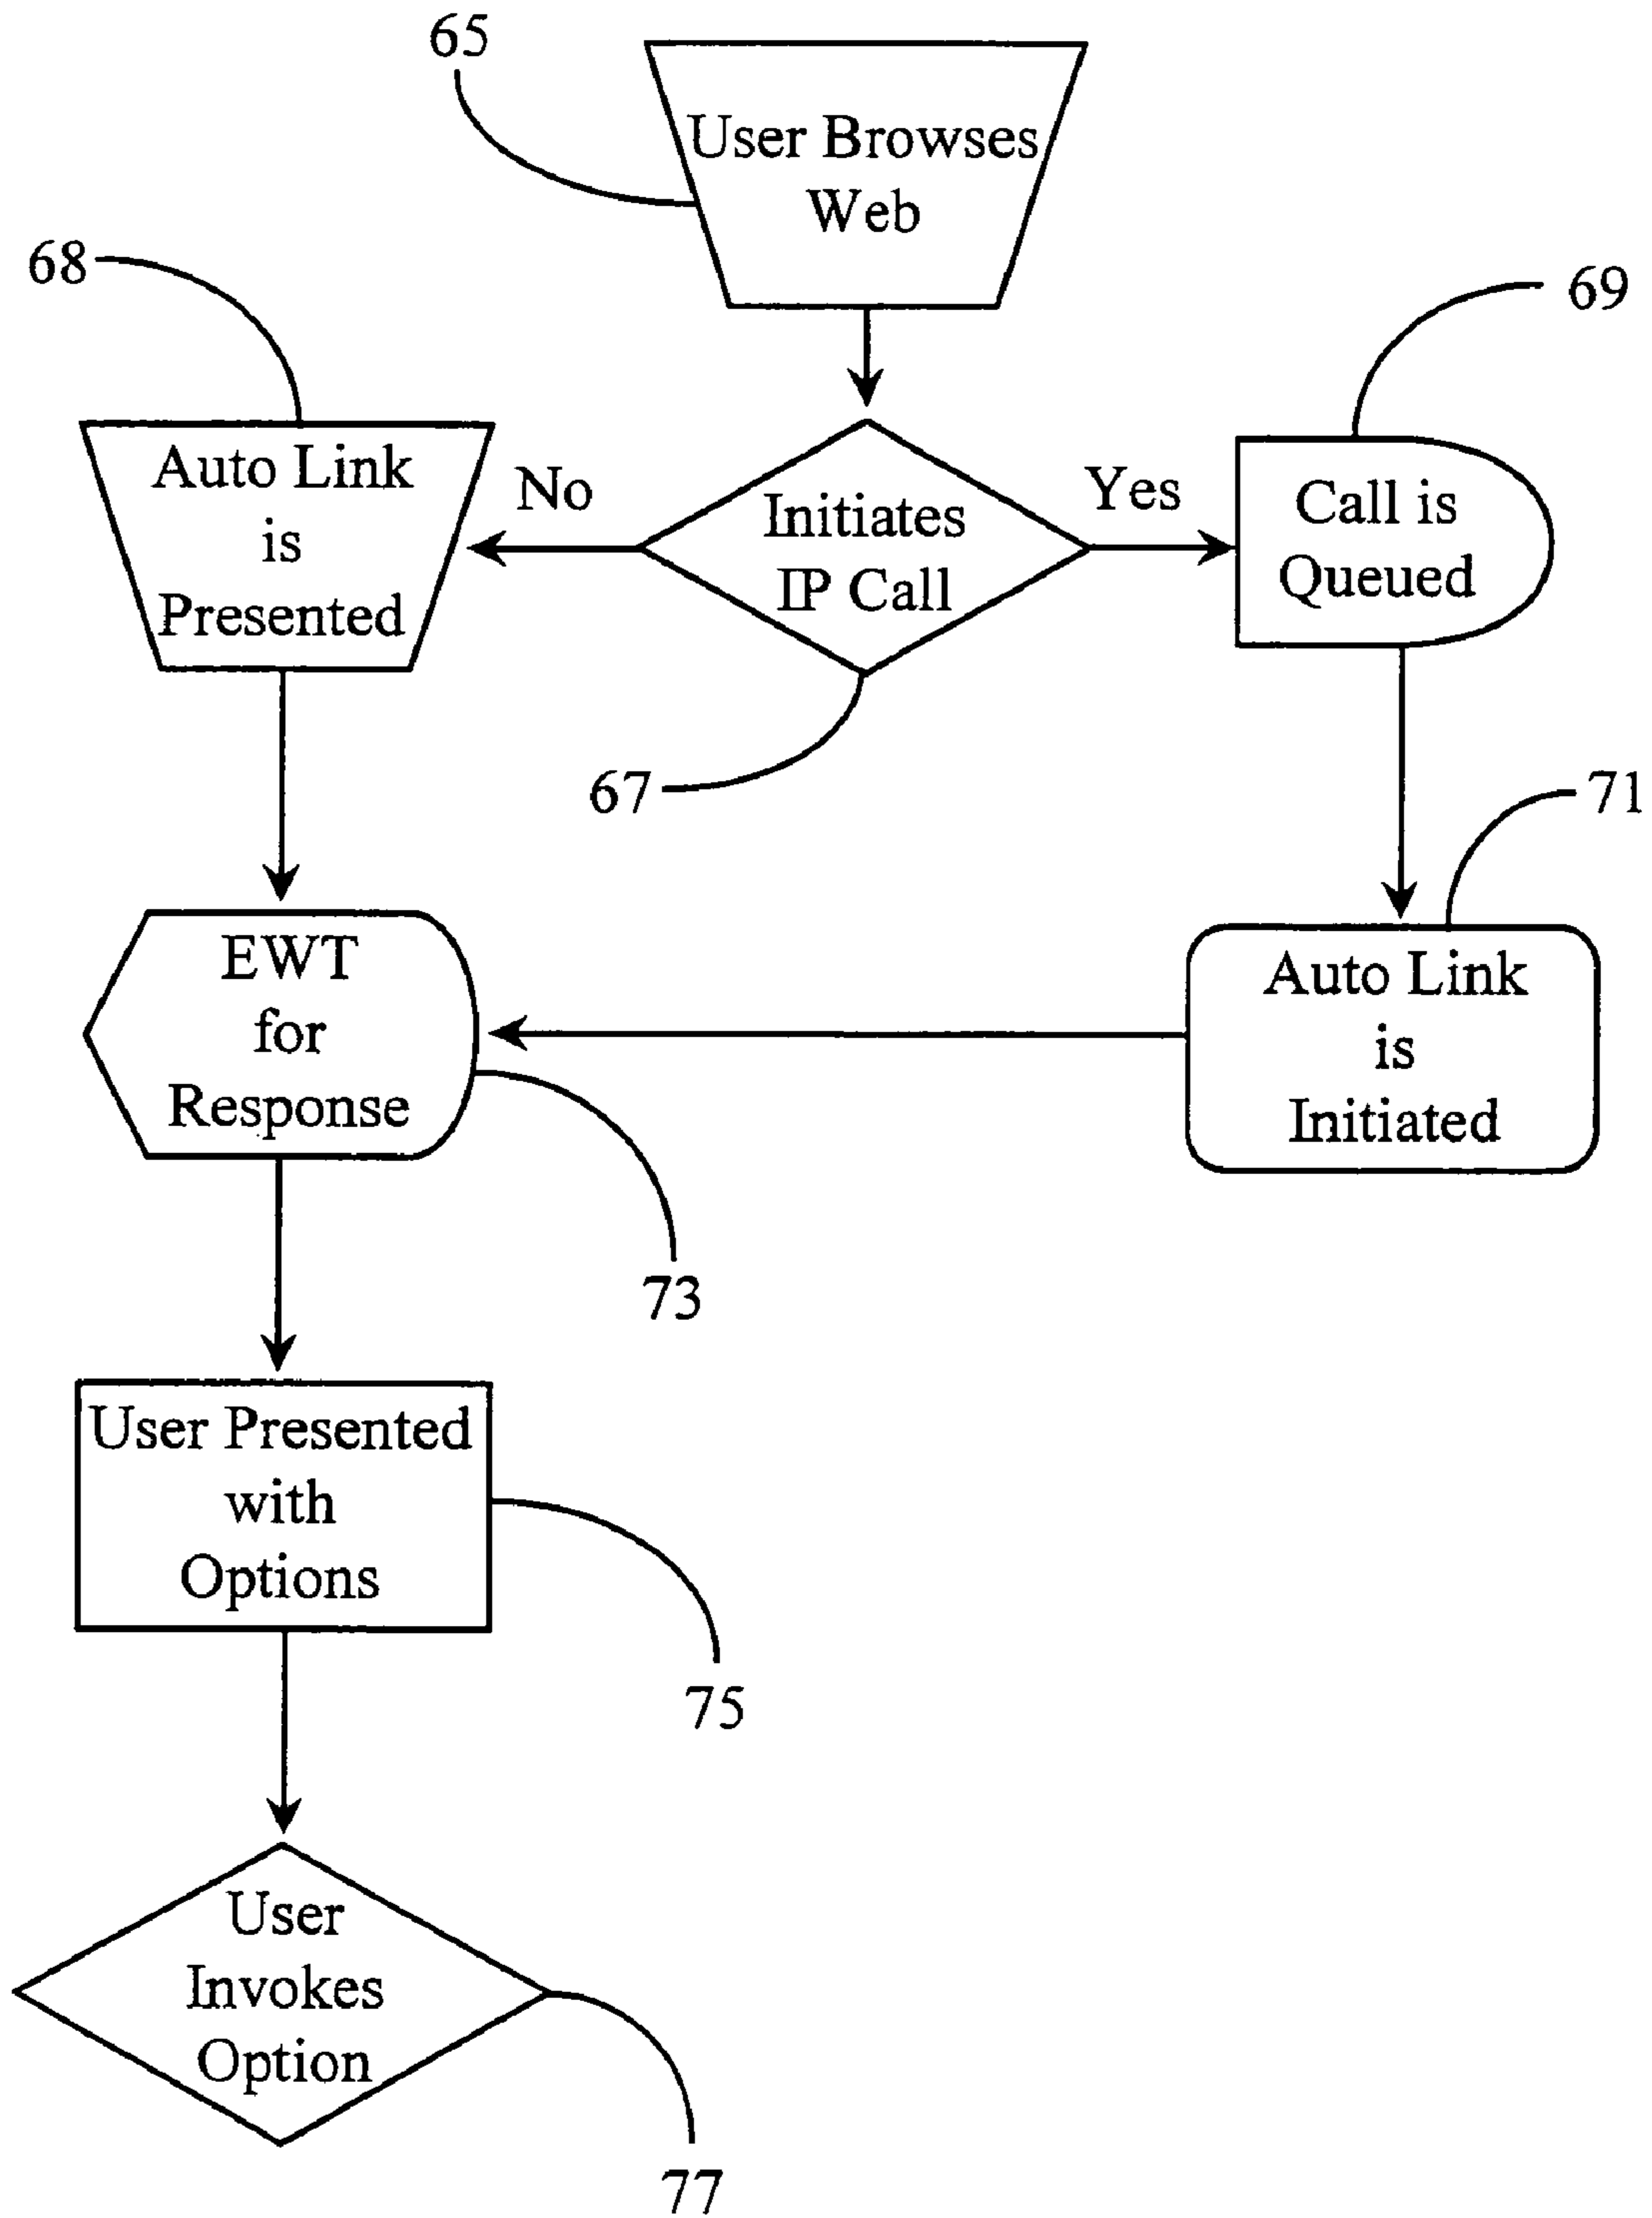 65
User Browses
Web
68
69
Auto Link
is
Presented
No
Initiates
IP Call
Yes
Call is
Queued
67
71
EWT
for
Response
Auto Link
is
Initiated
73
User Presented
with
Options
75
User
Invokes
Option
77